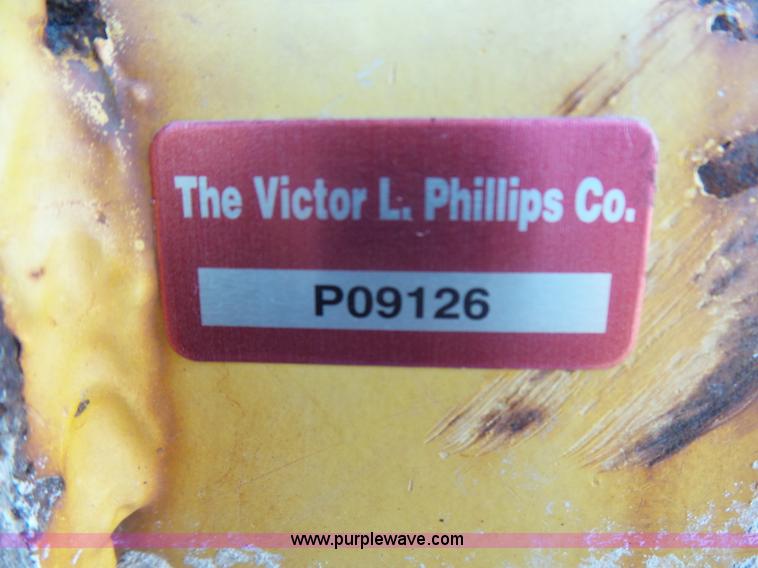 The Victor L. Phillips Co.
P09126
www.purplewave.com